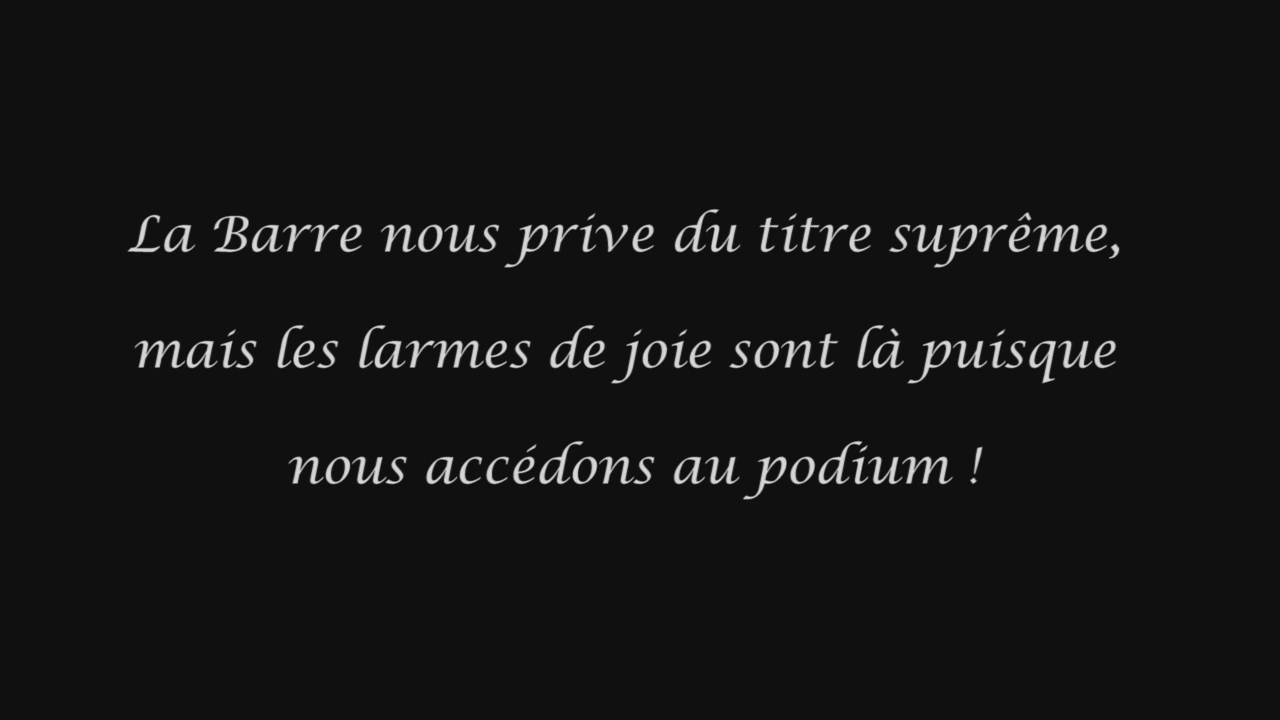 La Barre nous prive du titre suprême,
mais les larmes de joie sont là puisque
nous accédons au podium !